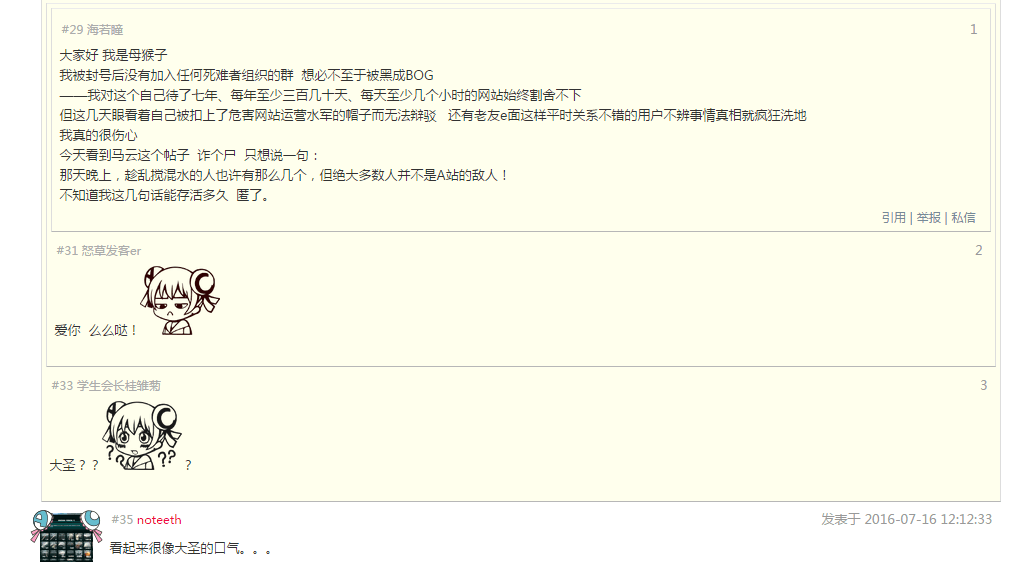 #29 海若瞳 1
大家好 我是母猴子
我被封号后没有加入任何死难者组织的群 想必不至于被黑成BOG
——我对这个自己待了七年、每年至少三百几十天、每天至少几个小时的网站始终割舍不下
但这几天眼看着自己被扣上了危害网站运营水军的帽子而无法辩驳 还有老友e面这样平时关系不错的用户不辨事情真相就疯狂洗地
我真的很伤心
今天看到马云这个帖子 诈个尸 只想说一句：
那天晚上，趁乱搅混水的人也许有那么几个，但绝大多数人并不是A站的敌人！
不知道我这几句话能存活多久 匿了。
引用 | 举报 | 私信
#31 怒草发客er 2
爱你 么么哒！
#33 学生会长桂雏菊 3
大圣？？ ？？ ？？ ？
#35 noteeth 发表于 2016-07-16 12:12:33
看起来很像大圣的口气。。。